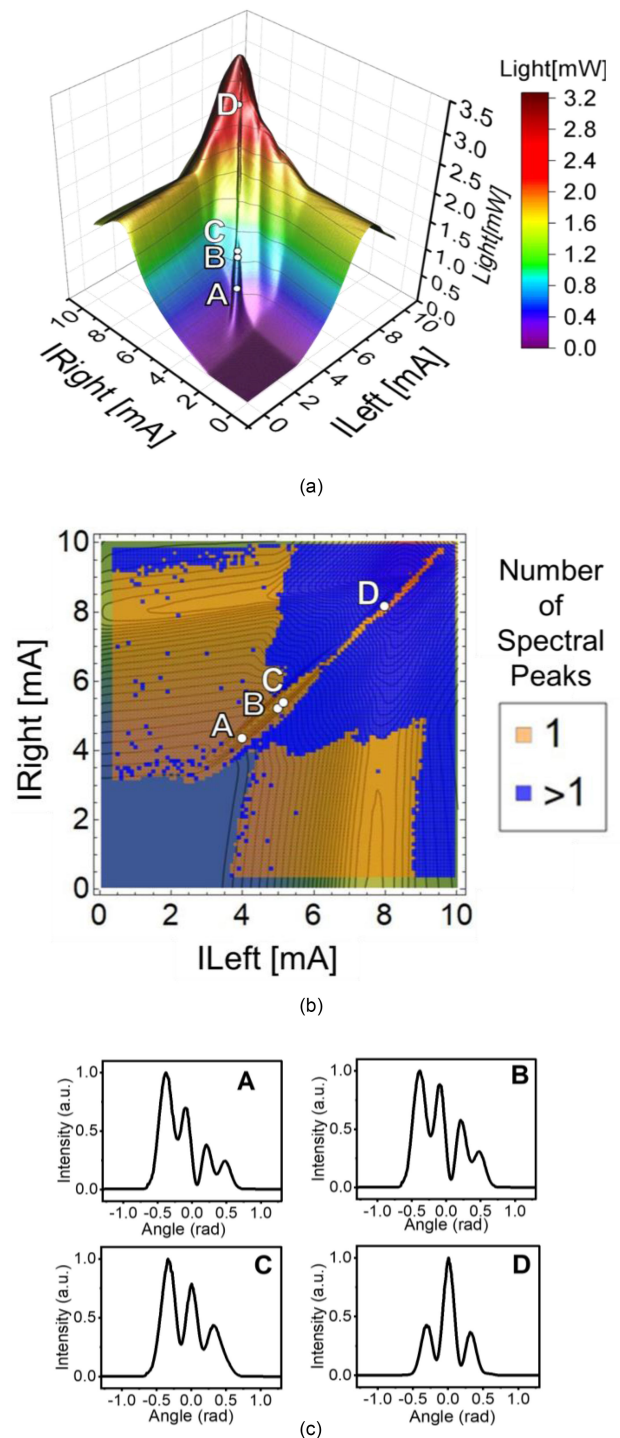 Light[mW]
3.2
2.8
2.4
2.0
1.6
1.2
0.8
0.4
0.0
3.5
3.0
2.5
2.0
1.5
1.0
0.5
0.0
Light[mW]
D
C
B
A
10
8
6
4
2
0
IRight [mA]
0
2
4
6
8
10
ILeft [mA]
(a)
10
8
6
4
2
0
IRight [mA]
D
C
B
A
0 2 4 6 8 10
ILeft [mA]
Number
of
Spectral
Peaks
1
>1
(b)
A
1.0
0.5
0.0
Intensity (a.u.)
-1.0 -0.5 0.0 0.5 1.0
Angle (rad)
B
1.0
0.5
0.0
Intensity (a.u.)
-1.0 -0.5 0.0 0.5 1.0
Angle (rad)
C
1.0
0.5
0.0
Intensity (a.u.)
-1.0 -0.5 0.0 0.5 1.0
Angle (rad)
D
1.0
0.5
0.0
Intensity (a.u.)
-1.0 -0.5 0.0 0.5 1.0
Angle (rad)
(c)